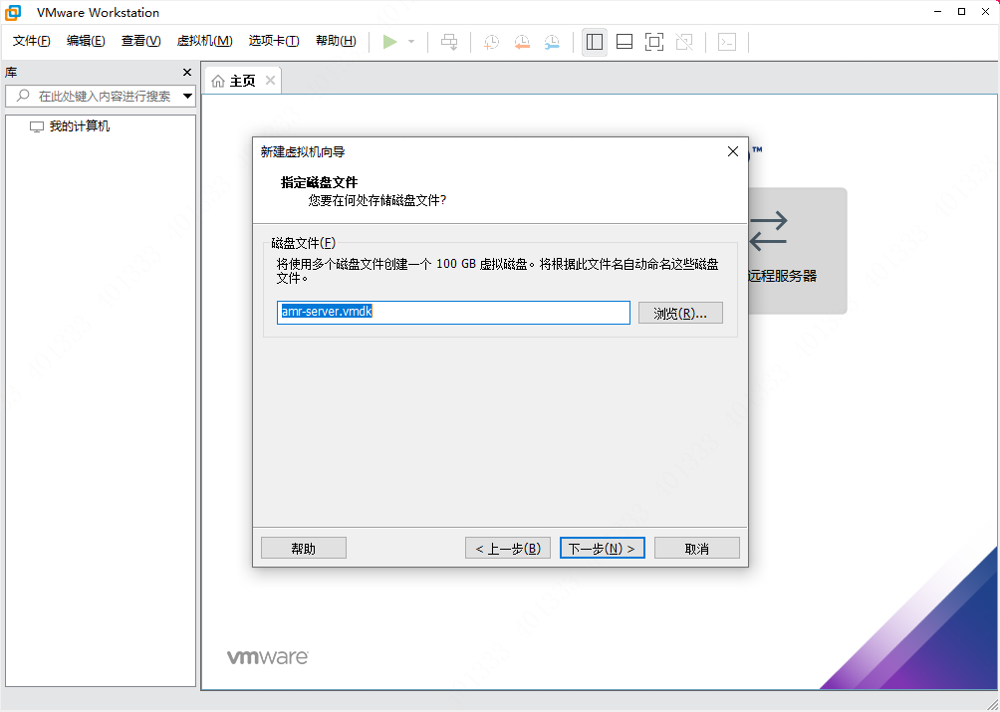 VMware Workstation
文件(F) 编辑(E) 查看(V) 虚拟机(M) 选项卡(T) 帮助(H)
库
主页
在此处键入内容进行搜索
我的计算机
™
新建虚拟机向导
指定磁盘文件
您要在何处存储磁盘文件?
远程服务器
磁盘文件(F)
将使用多个磁盘文件创建一个 100 GB 虚拟磁盘。将根据此文件名自动命名这些磁盘
文件。
amr-server.vmdk
浏览(R)...
帮助
< 上一步(B)
下一步(N) >
取消
vmware